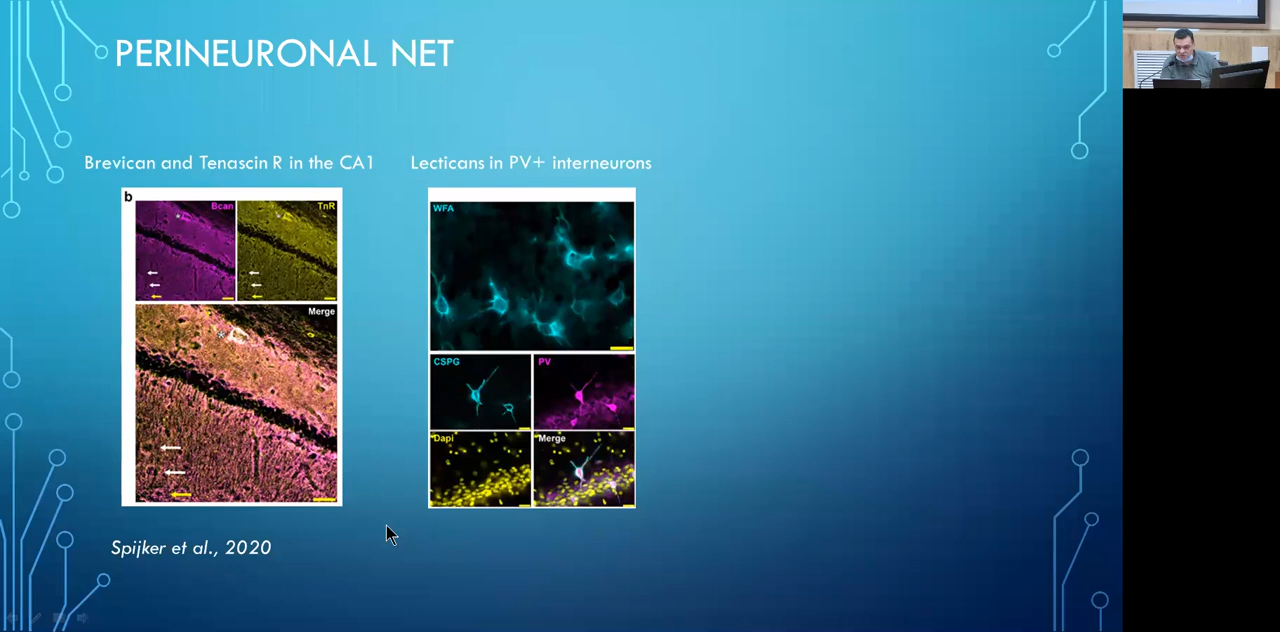 PERINEURONAL NET
Brevican and Tenascin R in the CA1
Lecticans in PV+ interneurons
b
Bcan
TnR
Merge
WFA
CSPG
PV
Dapi
Merge
Spijker et al., 2020